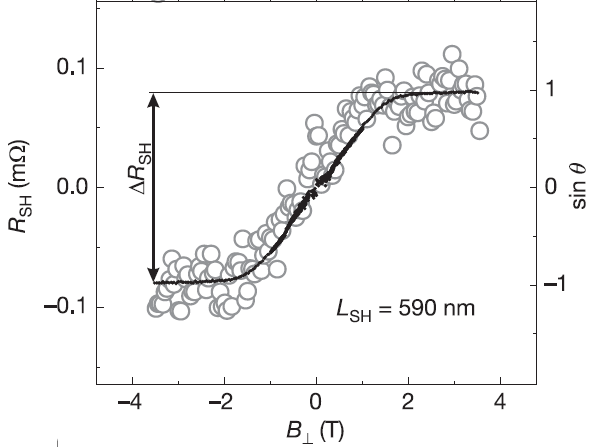 0.1
0.0
−0.1
R_SH (mΩ)
ΔR_SH
1
0
−1
sin θ
L_SH = 590 nm
−4
−2
0
2
4
B_⊥ (T)